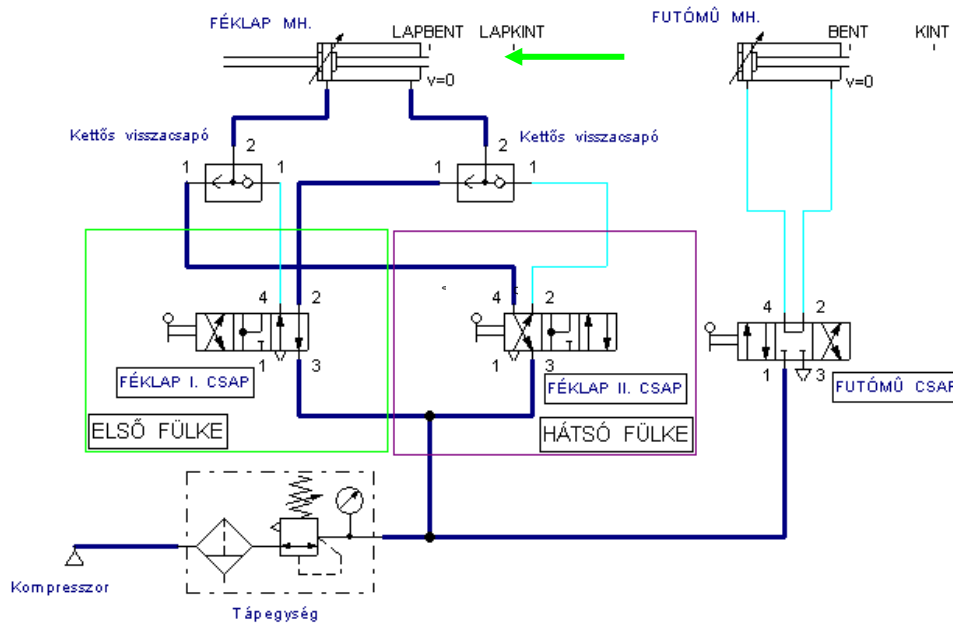 FÉKLAP MH.
LAPBENT LAPKINT
FUTÓMÛ MH.
BENT KINT
v=0
v=0
Kettős visszacsapó
2
1 1
2
1 1
Kettős visszacsapó
4 2
1 3
FÉKLAP I. CSAP
ELSŐ FÜLKE
4 2
1 3
FÉKLAP II. CSAP
HÁTSÓ FÜLKE
4 2
1 3
FUTÓMÛ CSAP
Kompresszor
Tápegység